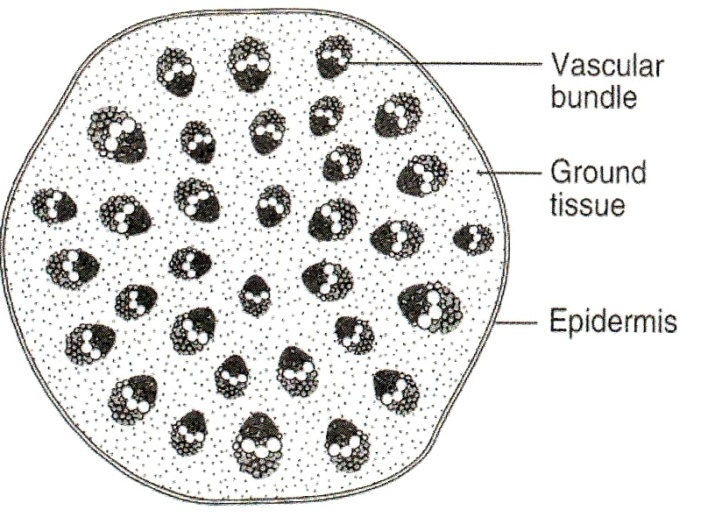 Vascular
bundle
Ground
tissue
Epidermis